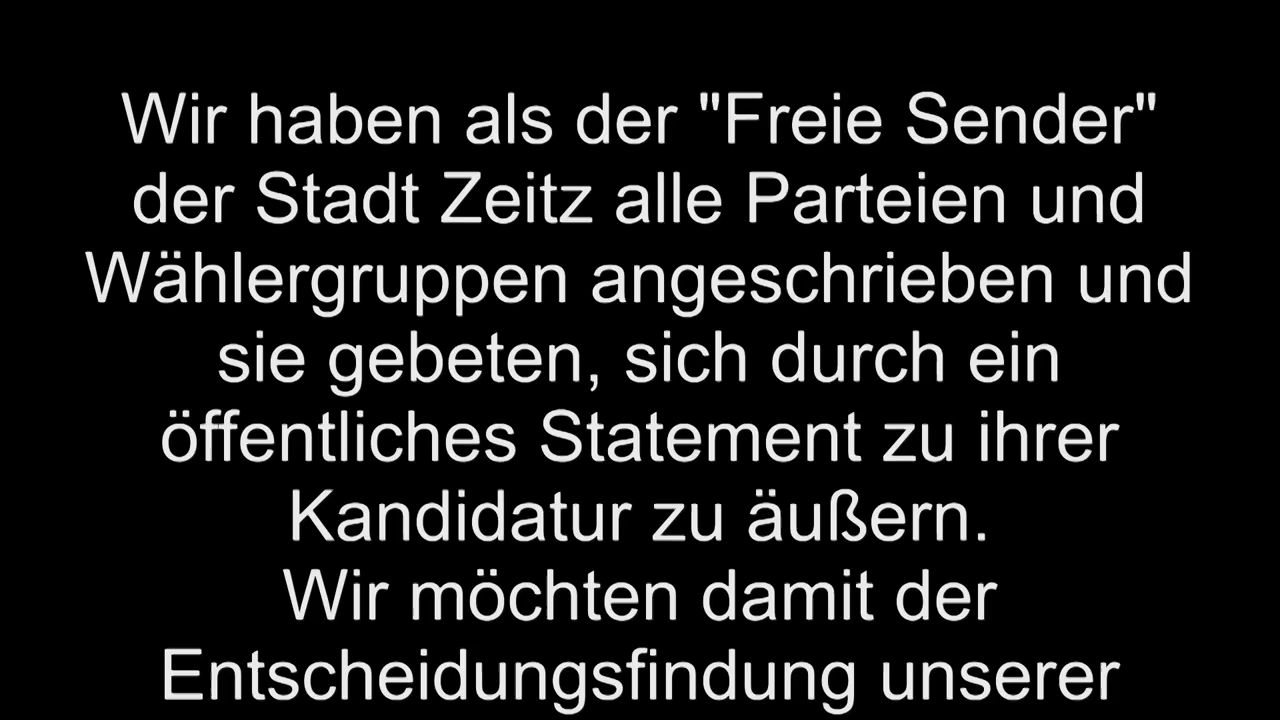 Wir haben als der "Freie Sender"
der Stadt Zeitz alle Parteien und
Wählergruppen angeschrieben und
sie gebeten, sich durch ein
öffentliches Statement zu ihrer
Kandidatur zu äußern.
Wir möchten damit der
Entscheidungsfindung unserer